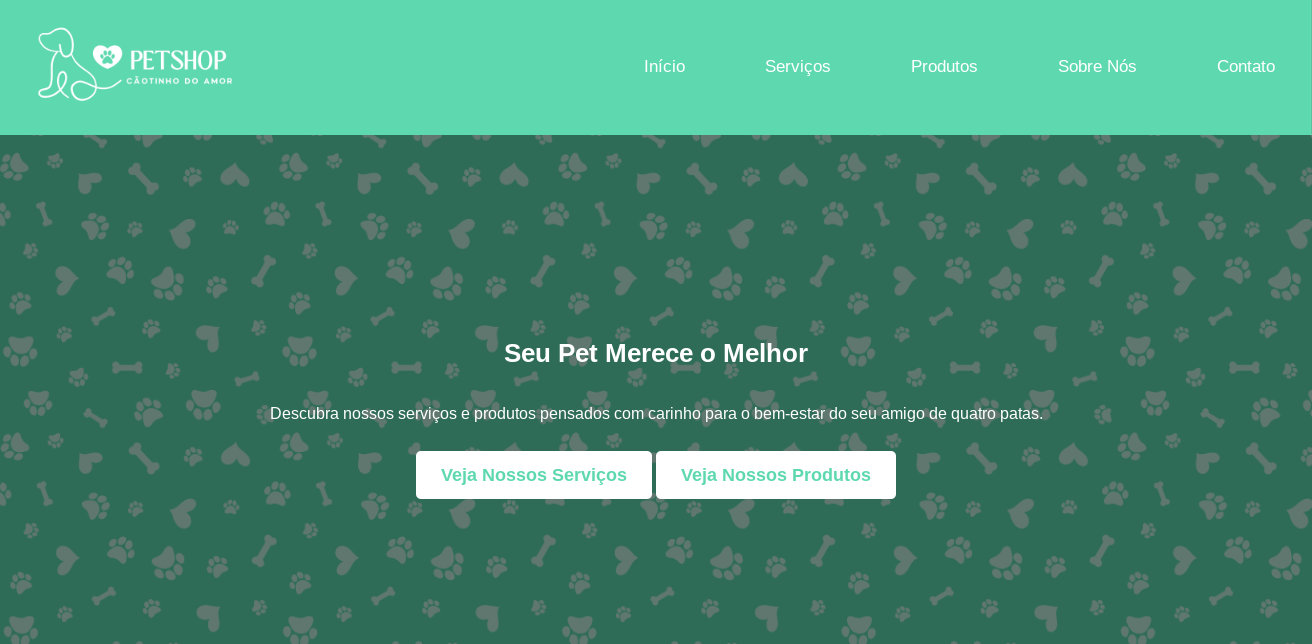 PETSHOP
CÃOTINHO DO AMOR
Início
Serviços
Produtos
Sobre Nós
Contato
Seu Pet Merece o Melhor
Descubra nossos serviços e produtos pensados com carinho para o bem-estar do seu amigo de quatro patas.
Veja Nossos Serviços
Veja Nossos Produtos